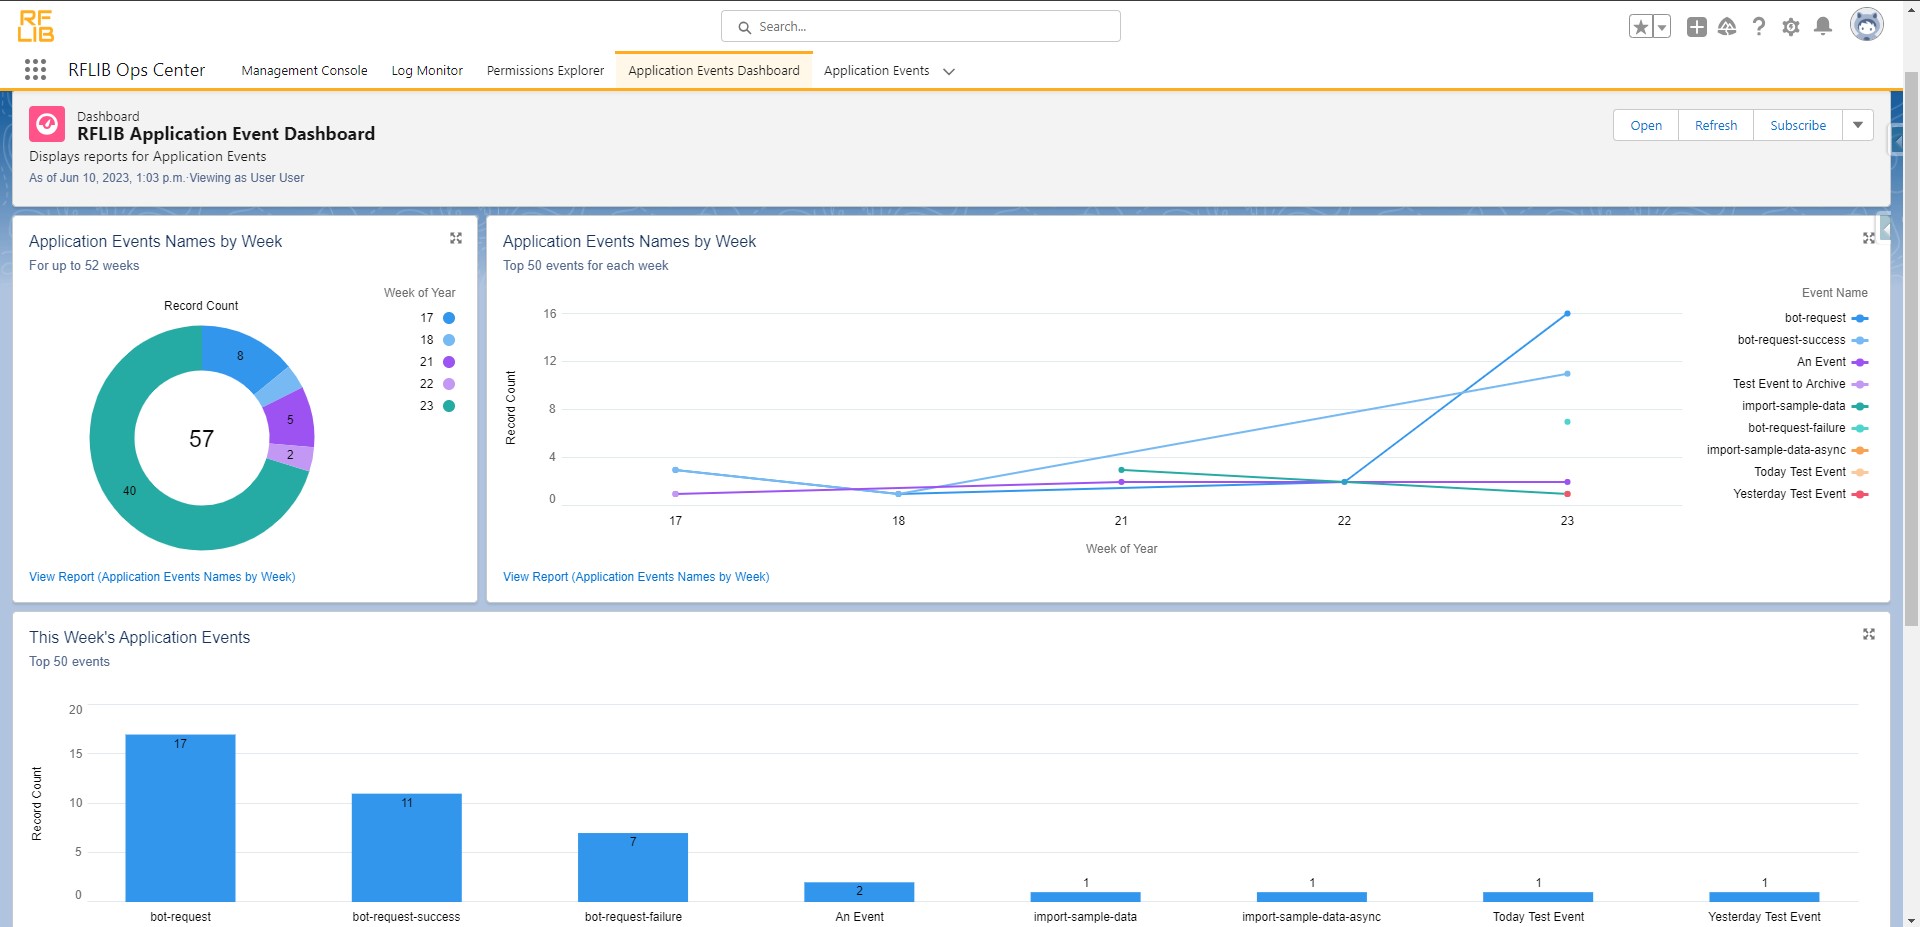 RF
LIB
Search...
RFLIB Ops Center
Management Console
Log Monitor
Permissions Explorer
Application Events Dashboard
Application Events
Dashboard
RFLIB Application Event Dashboard
Displays reports for Application Events
As of Jun 10, 2023, 1:03 p.m.·Viewing as User User
Open
Refresh
Subscribe
Application Events Names by Week
For up to 52 weeks
Record Count
Week of Year
17
18
21
22
23
8
5
2
40
57
View Report (Application Events Names by Week)
Application Events Names by Week
Top 50 events for each week
Record Count
16
12
8
4
0
17
18
21
22
23
Week of Year
Event Name
bot-request
bot-request-success
An Event
Test Event to Archive
import-sample-data
bot-request-failure
import-sample-data-async
Today Test Event
Yesterday Test Event
View Report (Application Events Names by Week)
This Week's Application Events
Top 50 events
Record Count
20
15
10
5
0
17
11
7
2
1
1
1
1
bot-request
bot-request-success
bot-request-failure
An Event
import-sample-data
import-sample-data-async
Today Test Event
Yesterday Test Event